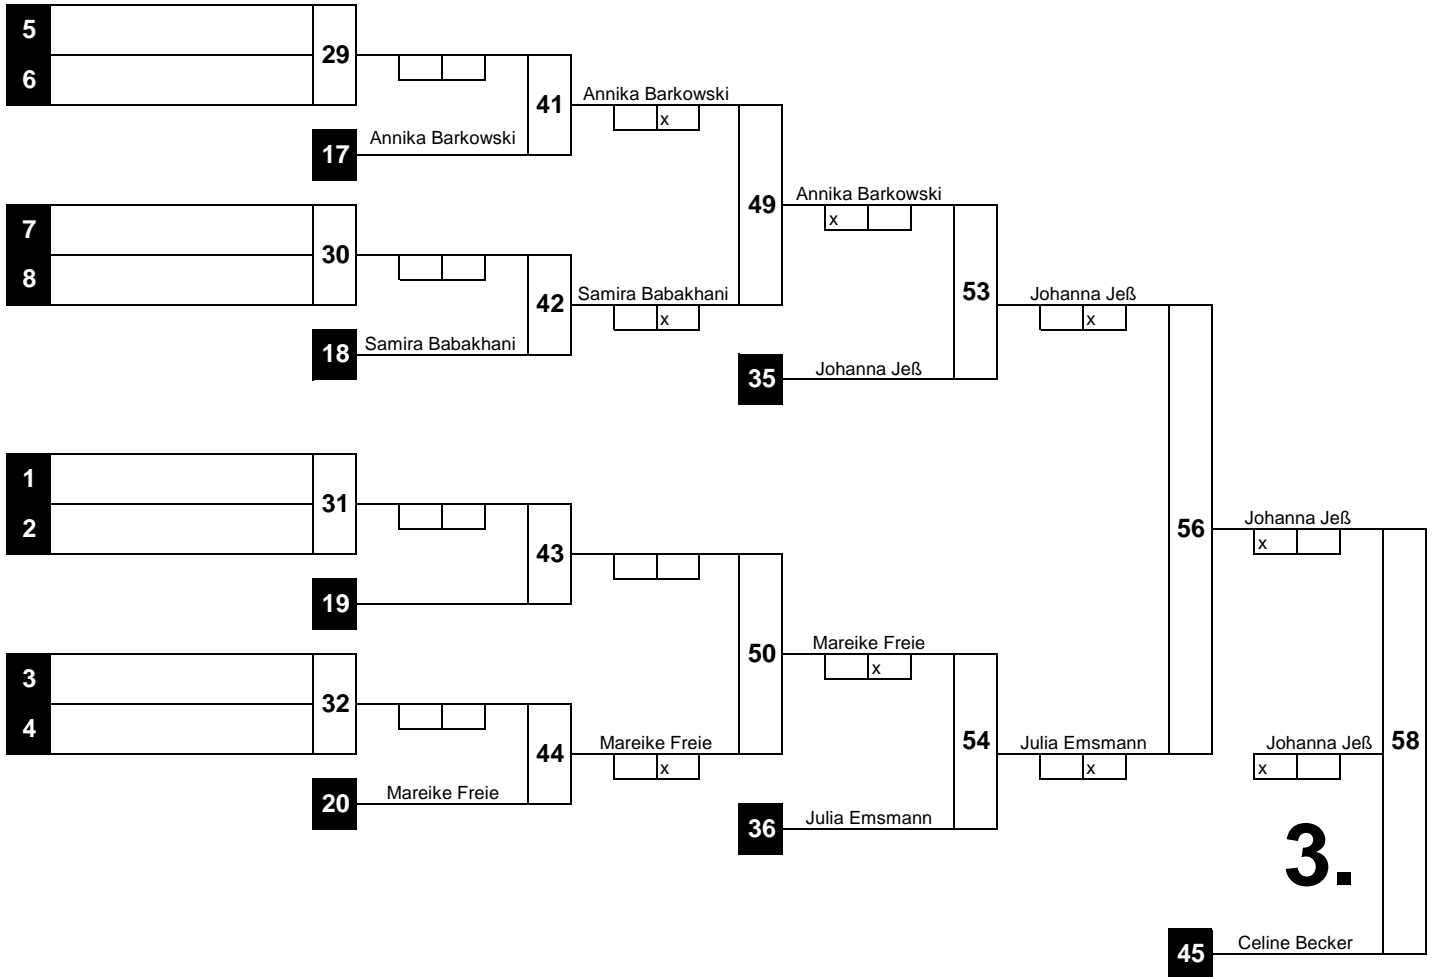 5
29
6
41
Annika Barkowski
x
17
Annika Barkowski
49
Annika Barkowski
x
7
30
8
42
Samira Babakhani
x
18
Samira Babakhani
53
Johanna Jeß
x
35
Johanna Jeß
1
31
2
43
19
56
Johanna Jeß
x
3
32
4
50
Mareike Freie
x
44
Mareike Freie
x
20
Mareike Freie
54
Julia Emsmann
x
36
Julia Emsmann
Johanna Jeß
58
x
3.
45
Celine Becker